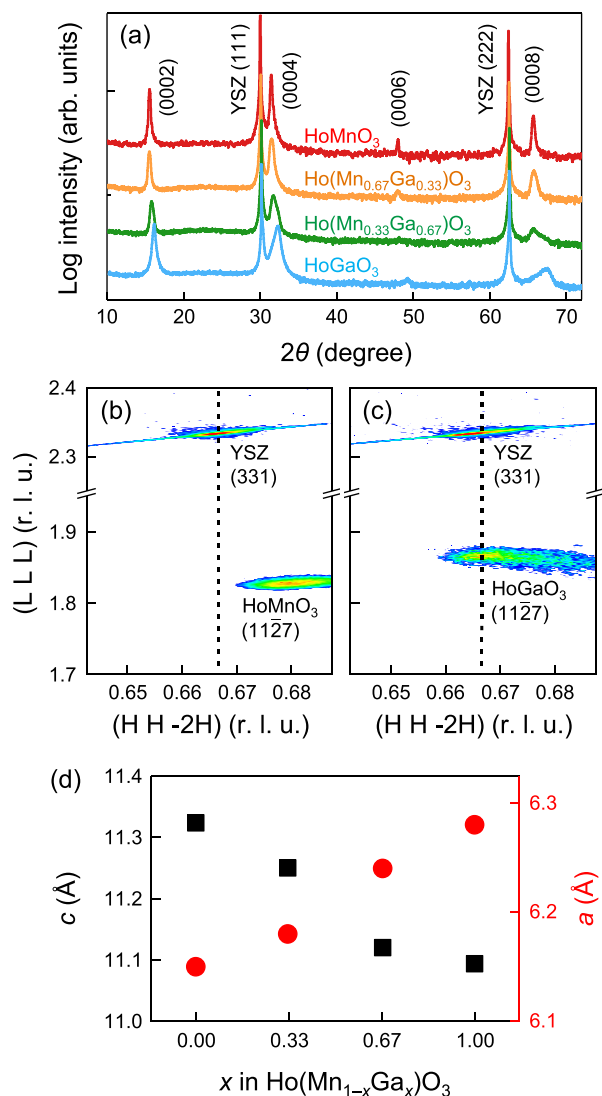 (a)
Log intensity (arb. units)
(0002)
YSZ (111)
(0004)
(0006)
YSZ (222)
(0008)
HoMnO₃
Ho(Mn₀.₆₇Ga₀.₃₃)O₃
Ho(Mn₀.₃₃Ga₀.₆₇)O₃
HoGaO₃
10 20 30 40 50 60 70
2θ (degree)
(b)
(c)
(L L L) (r. l. u.)
2.4
2.3
1.9
1.8
1.7
YSZ
(331)
HoMnO₃
(112̄7)
YSZ
(331)
HoGaO₃
(112̄7)
0.65 0.66 0.67 0.68
0.65 0.66 0.67 0.68
(H H -2H) (r. l. u.)
(H H -2H) (r. l. u.)
(d)
c (Å)
11.4
11.3
11.2
11.1
11.0
6.3
6.2
6.1
a (Å)
0.00 0.33 0.67 1.00
x in Ho(Mn₁₋ₓGaₓ)O₃